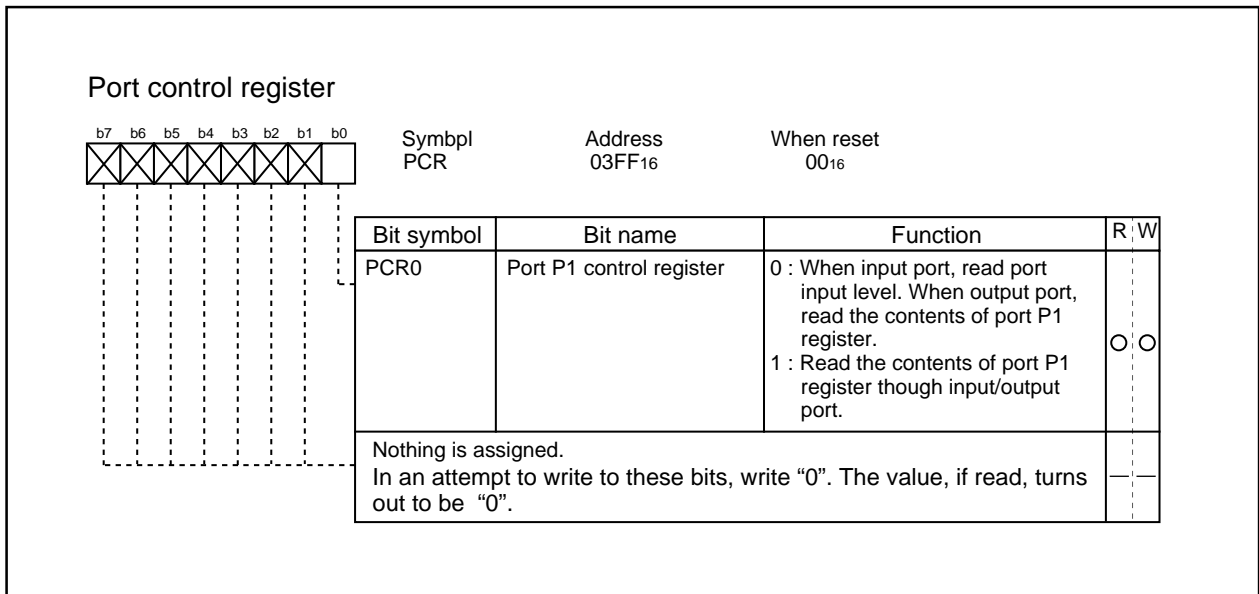 Port control register
b7 b6 b5 b4 b3 b2 b1 b0
Symbpl Address When reset
PCR 03FF16 0016
Bit symbol Bit name Function R W
PCR0 Port P1 control register 0 : When input port, read port
input level. When output port,
read the contents of port P1
register.
1 : Read the contents of port P1
register though input/output
port.
Nothing is assigned.
In an attempt to write to these bits, write “0”. The value, if read, turns
out to be “0”.